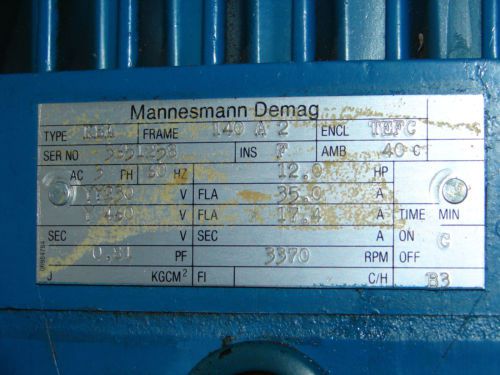 Mannesmann Demag
TYPE KBA FRAME 140 A 2 ENCL TEFC
SER NO INS F AMB 40 C
AC 3 PH 60 HZ 12.0 HP
YY230 V FLA 35.0 A
Y 460 V FLA 17.4 A TIME MIN
SEC V SEC A ON C
PF 3370 RPM OFF
J KGCM² FI C/H B3